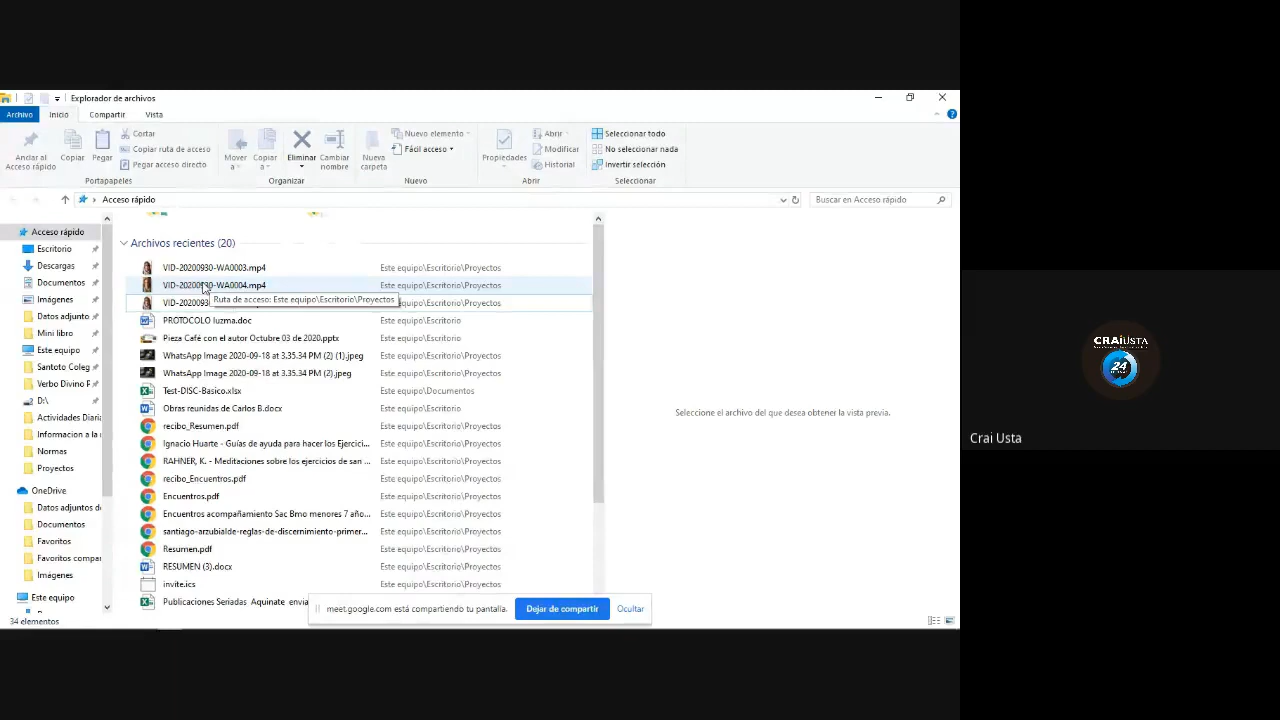 Explorador de archivos
Archivo Inicio Compartir Vista
Anclar al Acceso rápido
Copiar
Pegar
Cortar
Copiar ruta de acceso
Pegar acceso directo
Mover a
Copiar a
Eliminar
Cambiar nombre
Nueva carpeta
Nuevo elemento
Fácil acceso
Propiedades
Abrir
Modificar
Historial
Seleccionar todo
No seleccionar nada
Invertir selección
Portapapeles Organizar Nuevo Abrir Seleccionar
Acceso rápido
Buscar en Acceso rápido
Acceso rápido
Escritorio
Descargas
Documentos
Imágenes
Datos adjunto
Mini libro
Este equipo
Santoto Coleg
Verbo Divino P
D:\
Actividades Diaria
Informacion a la
Normas
Proyectos
OneDrive
Datos adjuntos de
Documentos
Favoritos
Favoritos compar
Imágenes
Este equipo
34 elementos
Archivos recientes (20)
VID-20200930-WA0003.mp4 Este equipo\Escritorio\Proyectos
VID-20200930-WA0004.mp4 Este equipo\Escritorio\Proyectos
VID-2020093 Este equipo\Escritorio\Proyectos
Ruta de acceso: Este equipo\Escritorio\Proyectos
PROTOCOLO luzma.doc Este equipo\Escritorio
Pieza Café con el autor Octubre 03 de 2020.pptx Este equipo\Escritorio
WhatsApp Image 2020-09-18 at 3.35.34 PM (2) (1).jpeg Este equipo\Escritorio\Proyectos
WhatsApp Image 2020-09-18 at 3.35.34 PM (2).jpeg Este equipo\Escritorio\Proyectos
Test-DISC-Basico.xlsx Este equipo\Documentos
Obras reunidas de Carlos B.docx Este equipo\Escritorio
recibo_Resumen.pdf Este equipo\Escritorio\Proyectos
Ignacio Huarte - Guías de ayuda para hacer los Ejercici... Este equipo\Escritorio\Proyectos
RAHNER, K. - Meditaciones sobre los ejercicios de san ... Este equipo\Escritorio\Proyectos
recibo_Encuentros.pdf Este equipo\Escritorio\Proyectos
Encuentros.pdf Este equipo\Escritorio\Proyectos
Encuentros acompañamiento Sac Bmo menores 7 año... Este equipo\Escritorio\Proyectos
santiago-arzubialde-reglas-de-discernimiento-primer... Este equipo\Escritorio\Proyectos
Resumen.pdf Este equipo\Escritorio\Proyectos
RESUMEN (3).docx Este equipo\Escritorio\Proyectos
invite.ics Este equipo\Escritorio\Proyectos
Publicaciones Seriadas Aquinate envia
Seleccione el archivo del que desea obtener la vista previa.
meet.google.com está compartiendo tu pantalla. Dejar de compartir Ocultar
CRAIUSTA
24
Crai Usta